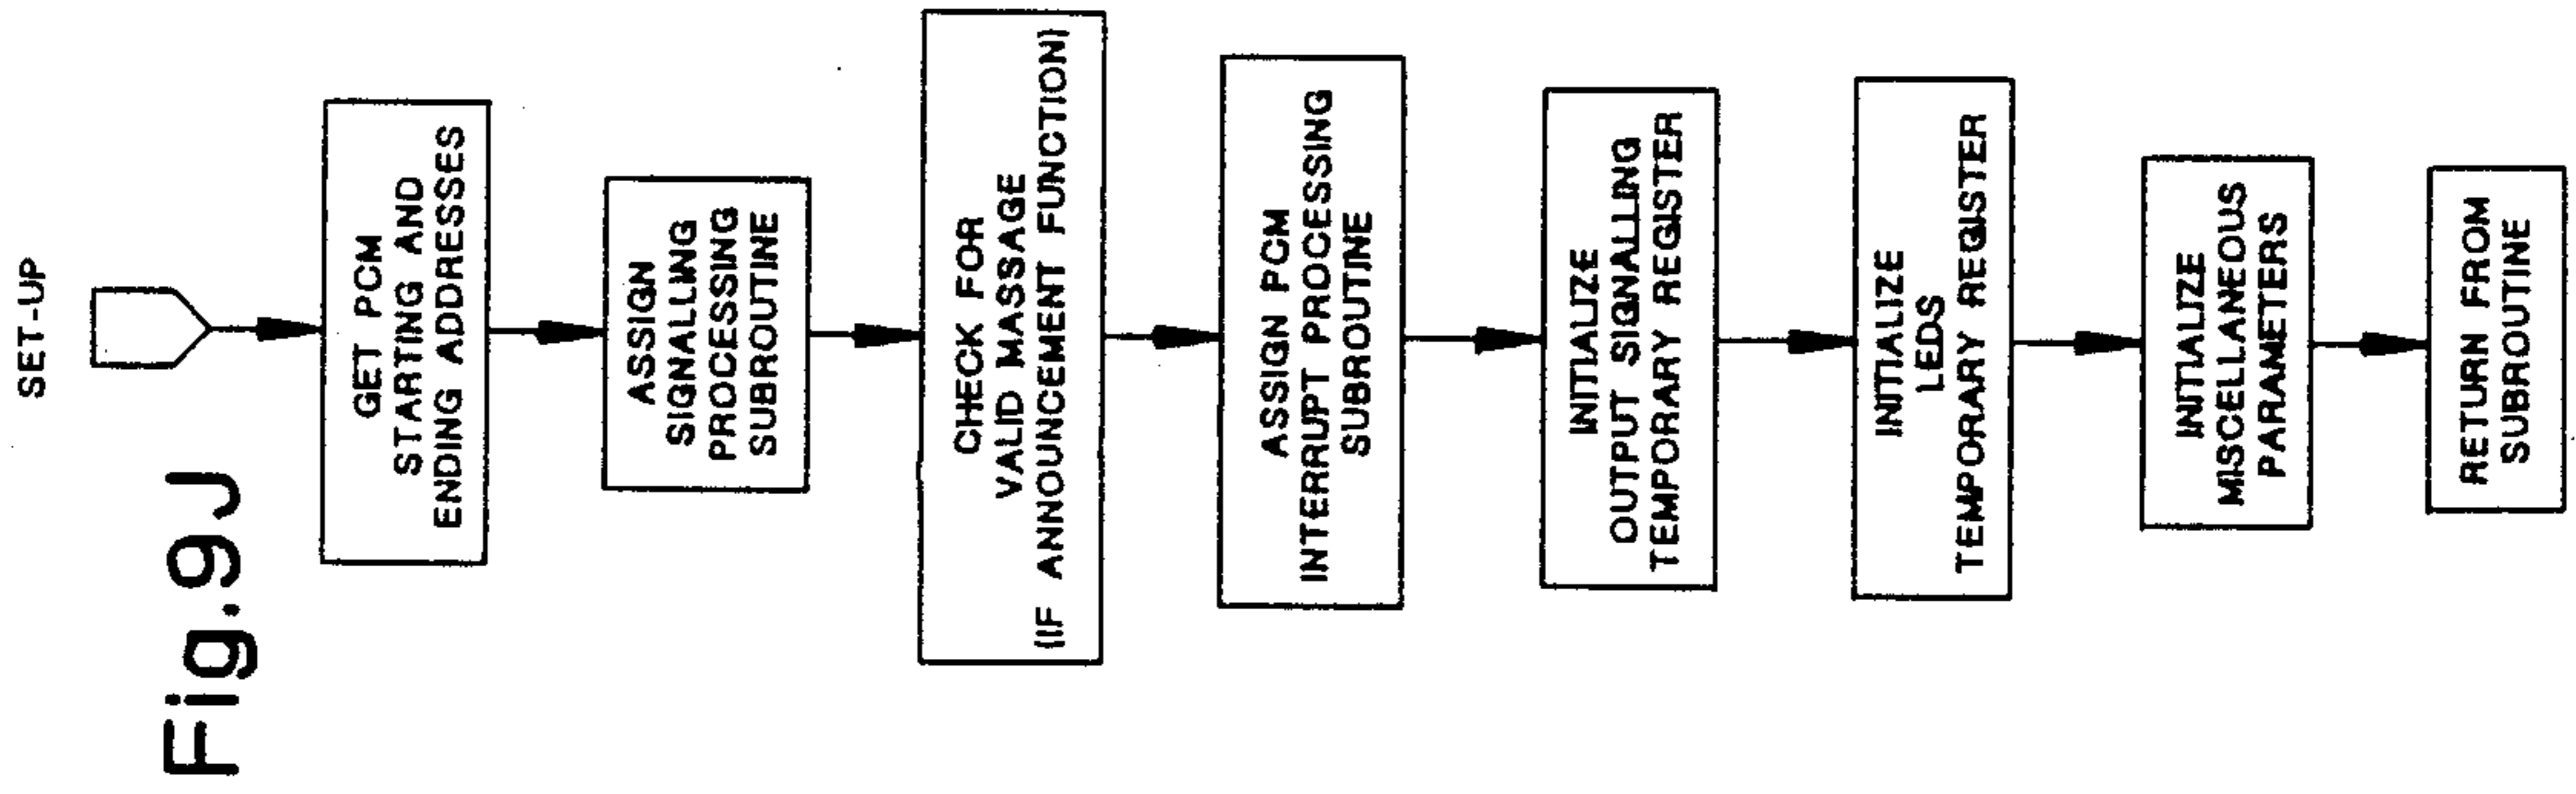 SET-UP
Fig.9J
GET PCM
STARTING AND
ENDING ADDRESSES
ASSIGN
SIGNALLING
PROCESSING
SUBROUTINE
CHECK FOR
VALID MASSAGE
(IF ANNOUNCEMENT FUNCTION)
ASSIGN PCM
INTERRUPT PROCESSING
SUBROUTINE
INITIALIZE
OUTPUT SIGNALLING
TEMPORARY REGISTER
INITIALIZE
LEDS
TEMPORARY REGISTER
INITIALIZE
MISCELLANEOUS
PARAMETERS
RETURN FROM
SUBROUTINE